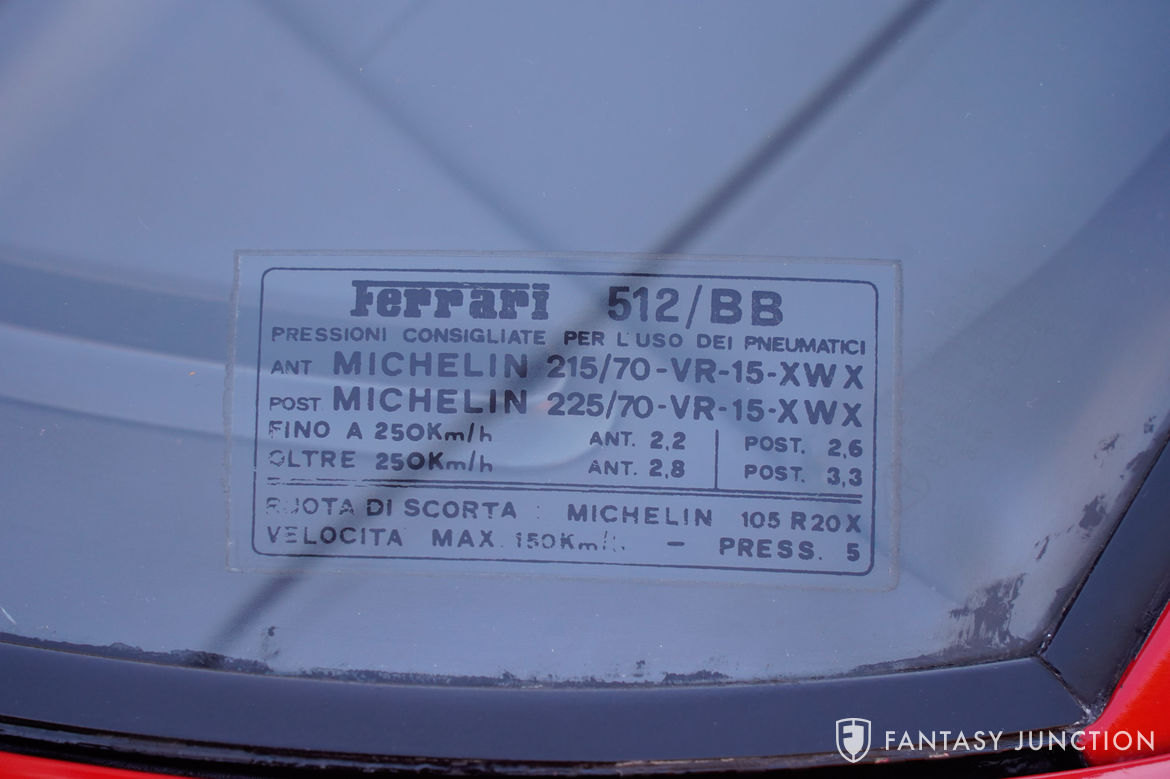 Ferrari 512/BB
PRESSIONI CONSIGLIATE PER L'USO DEI PNEUMATICI
ANT MICHELIN 215/70-VR-15-XWX
POST. MICHELIN 225/70-VR-15-XWX
FINO A 250Km/h ANT. 2,2 POST. 2,6
OLTRE 250Km/h ANT. 2,8 POST. 3,3
RUOTA DI SCORTA : MICHELIN 105 R20X
VELOCITA MAX. 150Km/h - PRESS. 5
FANTASY JUNCTION